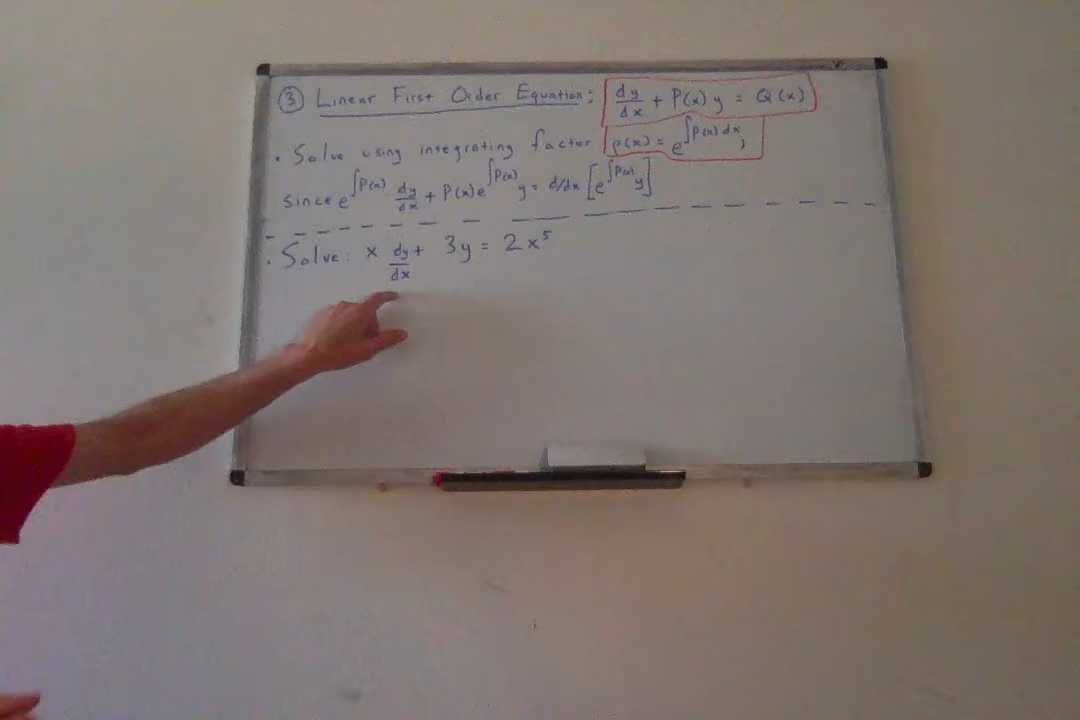 ③ Linear First Order Equation: dy/dx + P(x) y = Q(x)
• Solve using integrating factor ρ(x) = e^∫P(x) dx,
since e^∫P(x) dy/dx + P(x)e^∫P(x) y = d/dx [e^∫P(x) y]
• Solve: x dy/dx + 3y = 2x⁵